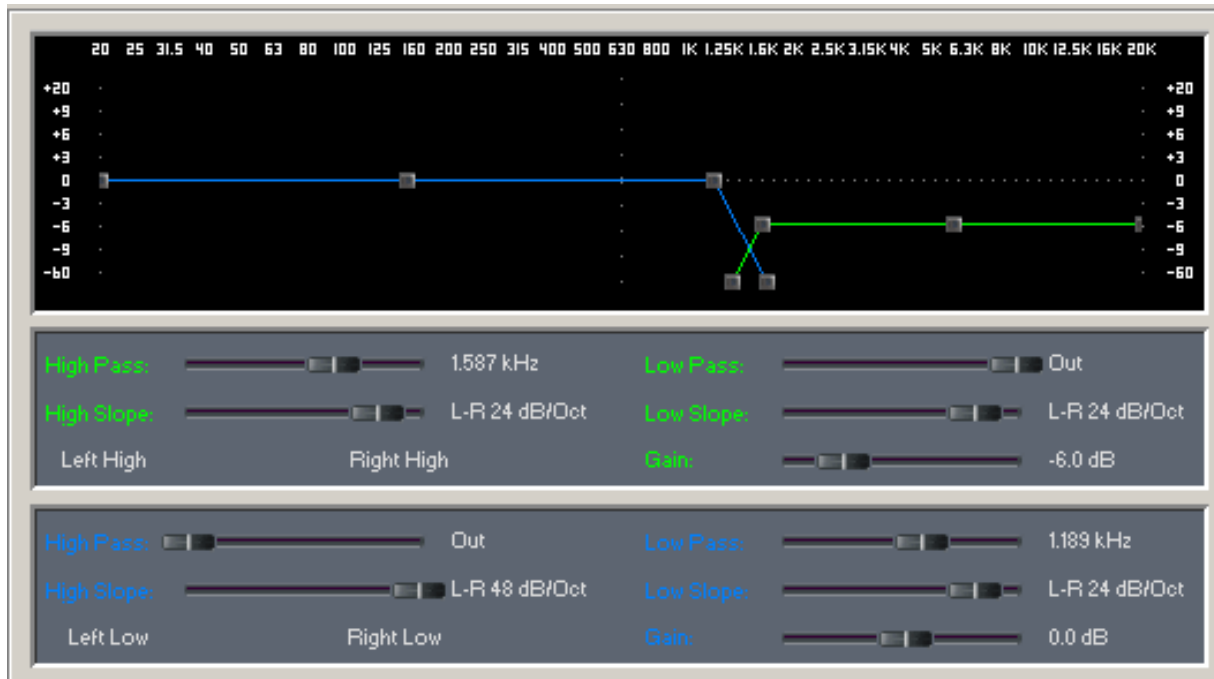 20 25 31.5 40 50 63 80 100 125 160 200 250 315 400 500 630 800 1K 1.25K 1.6K 2K 2.5K 3.15K 4K 5K 6.3K 8K 10K 12.5K 16K 20K
+20 +20
+9 +9
+6 +6
+3 +3
0 0
-3 -3
-6 -6
-9 -9
-60 -60
High Pass: 1.587 kHz Low Pass: Out
High Slope: L-R 24 dB/Oct Low Slope: L-R 24 dB/Oct
Left High Right High Gain: -6.0 dB
High Pass: Out Low Pass: 1.189 kHz
High Slope: L-R 48 dB/Oct Low Slope: L-R 24 dB/Oct
Left Low Right Low Gain: 0.0 dB